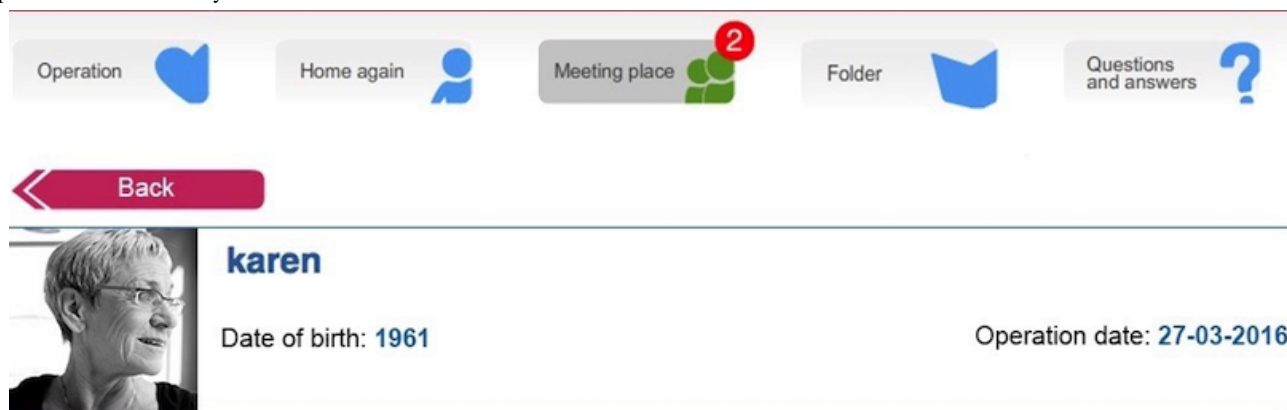 Operation
Home again
Meeting place
2
Folder
Questions
and answers
?
Back
karen
Date of birth: 1961
Operation date: 27-03-2016